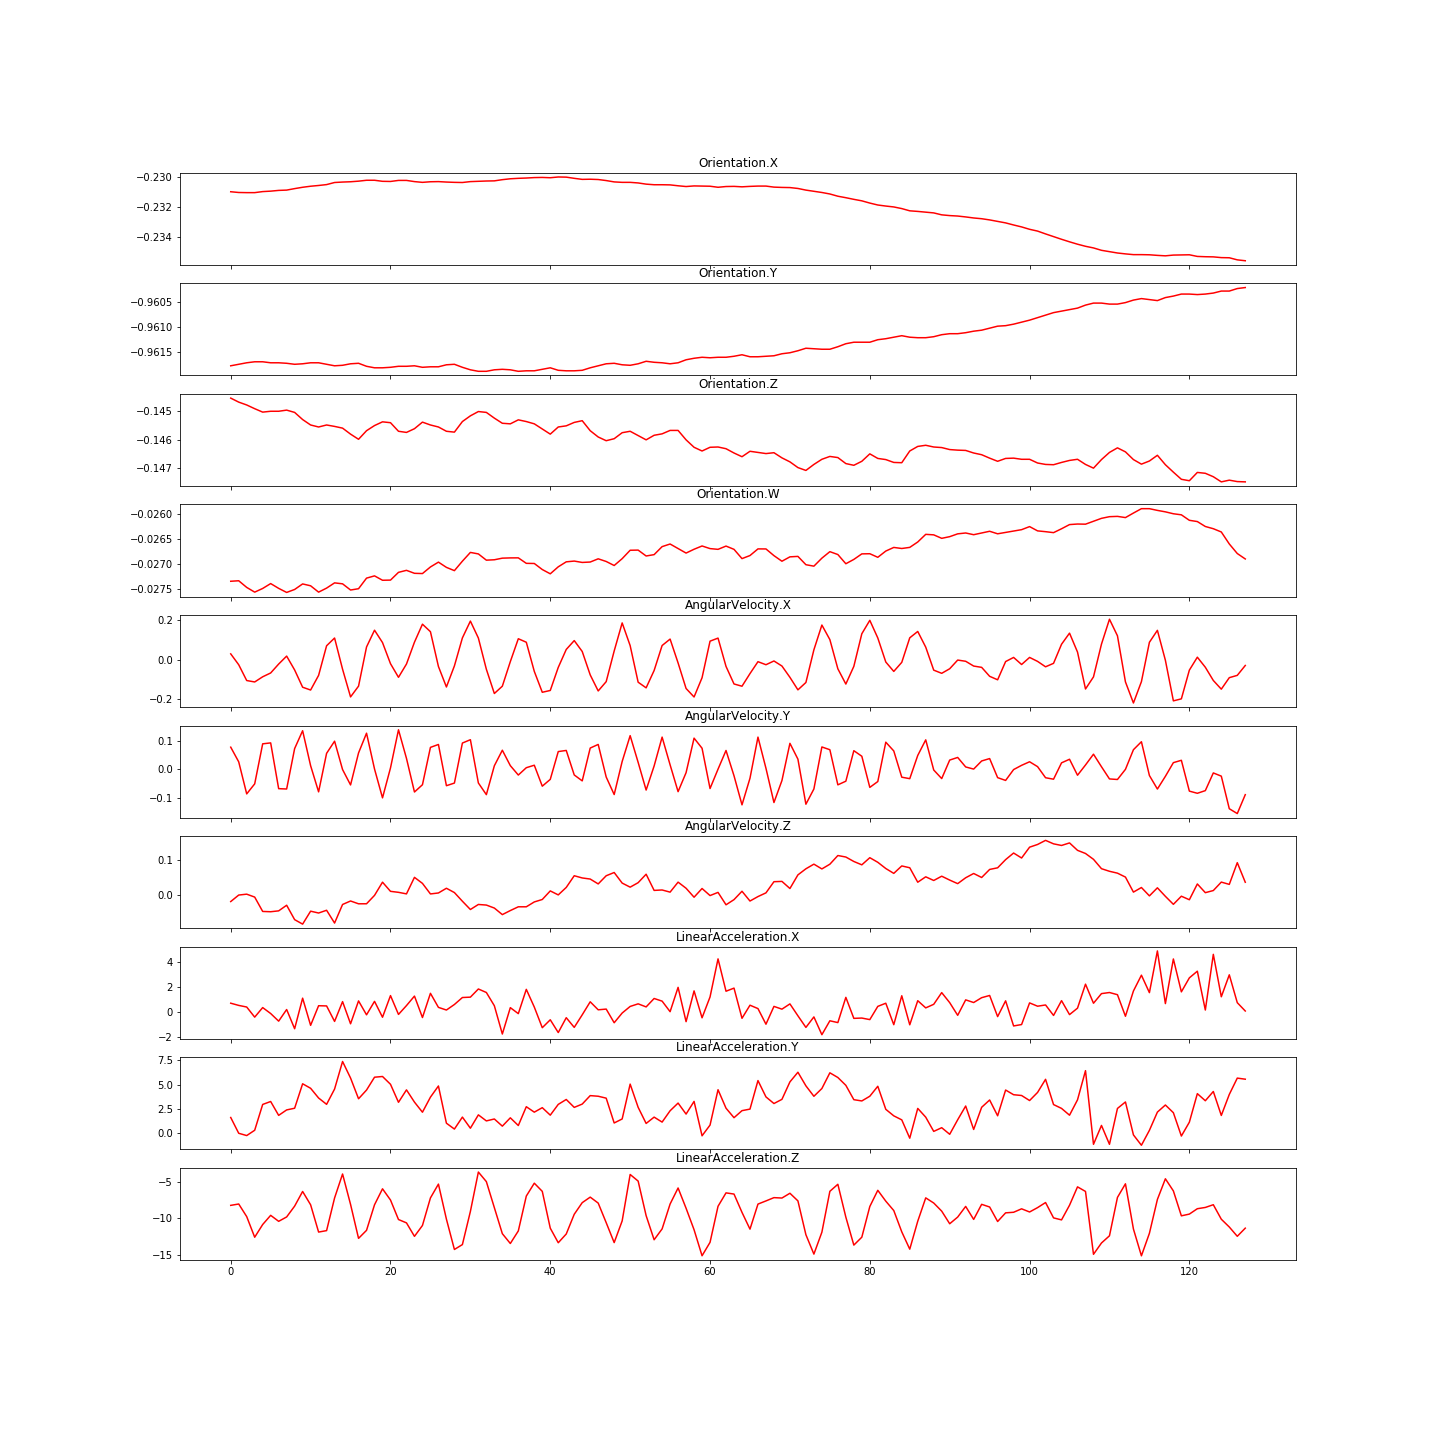 Orientation.X
−0.230
−0.232
−0.234
Orientation.Y
−0.9605
−0.9610
−0.9615
Orientation.Z
−0.145
−0.146
−0.147
Orientation.W
−0.0260
−0.0265
−0.0270
−0.0275
AngularVelocity.X
0.2
0.0
−0.2
AngularVelocity.Y
0.1
0.0
−0.1
AngularVelocity.Z
0.1
0.0
LinearAcceleration.X
4
2
0
−2
LinearAcceleration.Y
7.5
5.0
2.5
0.0
LinearAcceleration.Z
−5
−10
−15
0 20 40 60 80 100 120